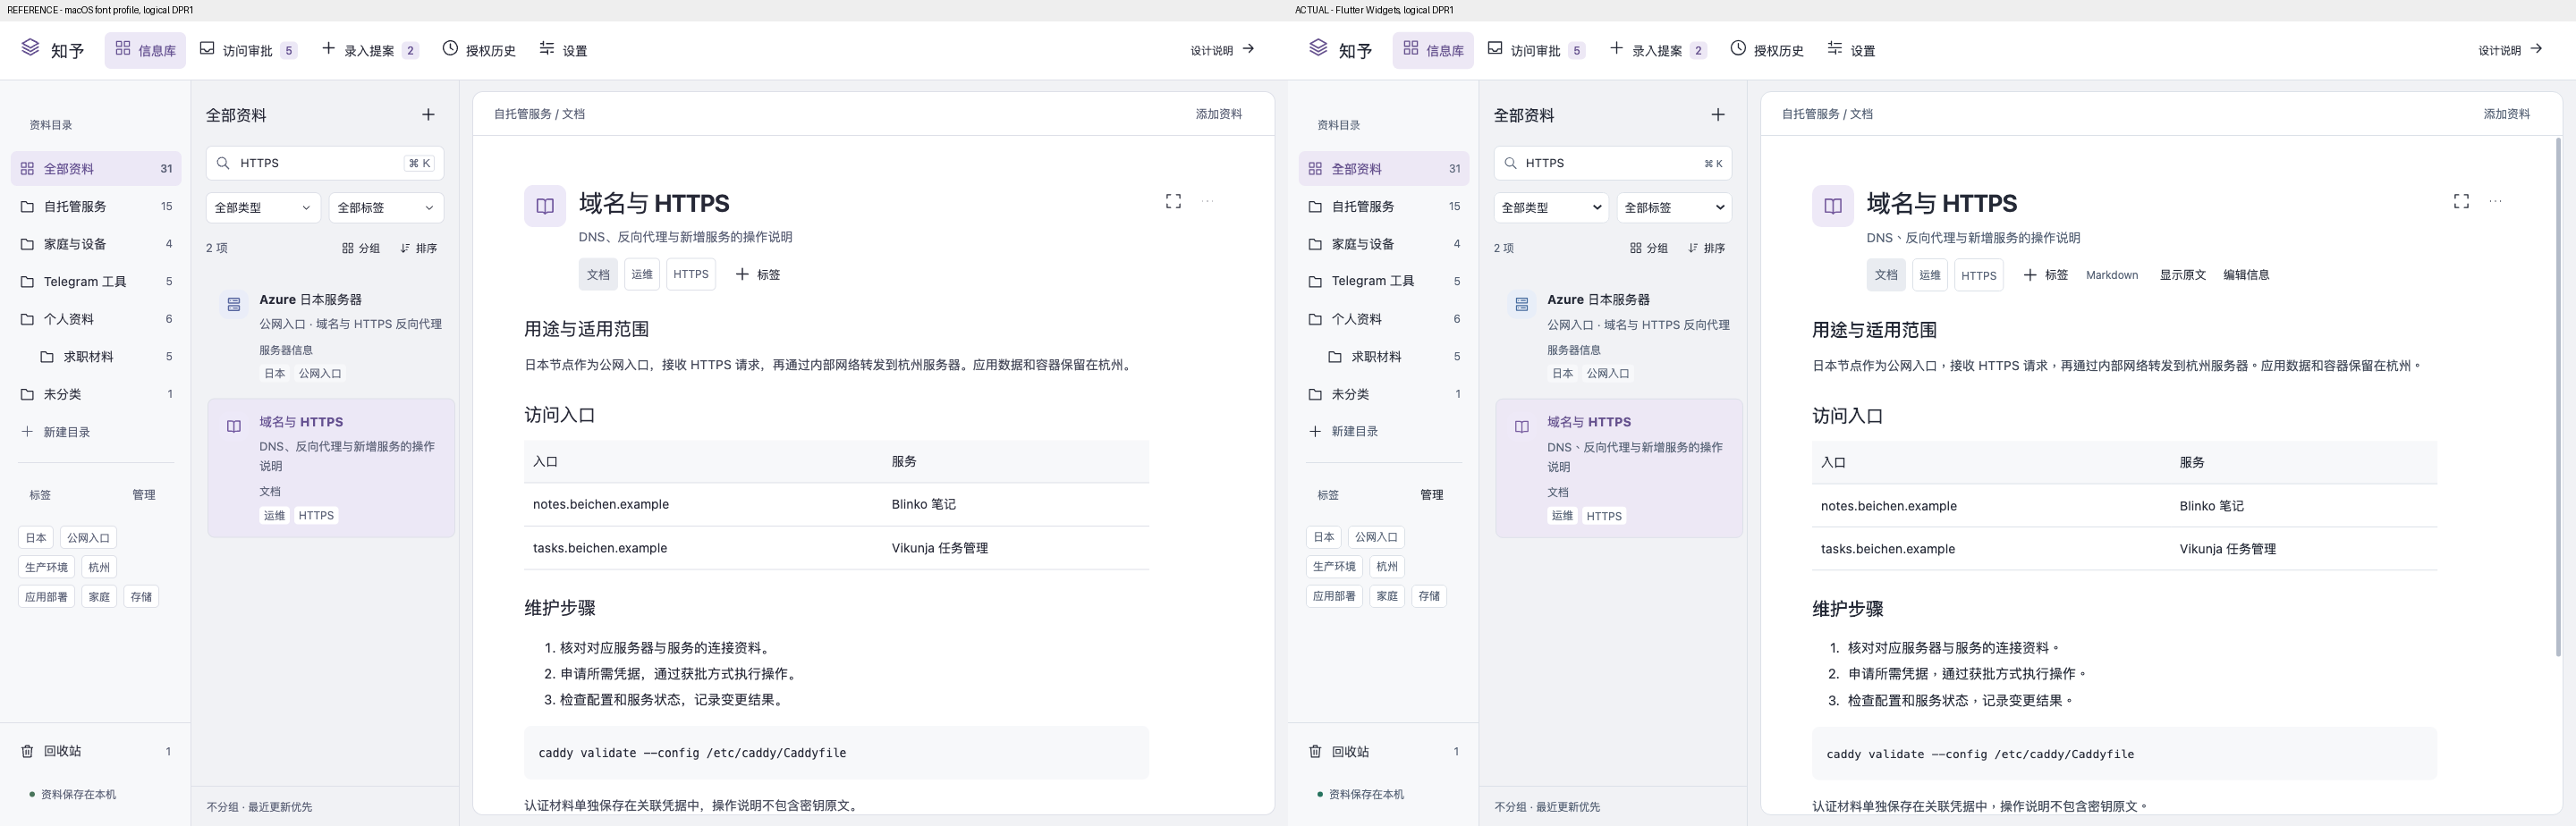 REFERENCE - macOS font profile, logical DPR1
知予 信息库 访问审批 5 录入提案 2 授权历史 设置 设计说明
资料目录
全部资料 31
自托管服务 15
家庭与设备 4
Telegram 工具 5
个人资料 6
求职材料 5
未分类 1
新建目录
标签 管理
日本 公网入口
生产环境 杭州
应用部署 家庭 存储
回收站 1
资料保存在本机
全部资料
HTTPS ⌘ K
全部类型 全部标签
2 项 分组 排序
Azure 日本服务器
公网入口 · 域名与 HTTPS 反向代理
服务器信息
日本 公网入口
域名与 HTTPS
DNS、反向代理与新增服务的操作
说明
文档
运维 HTTPS
不分组 · 最近更新优先
自托管服务 / 文档 添加资料
域名与 HTTPS
DNS、反向代理与新增服务的操作说明
文档 运维 HTTPS 标签
用途与适用范围
日本节点作为公网入口，接收 HTTPS 请求，再通过内部网络转发到杭州服务器。应用数据和容器保留在杭州。
访问入口
入口 服务
notes.beichen.example Blinko 笔记
tasks.beichen.example Vikunja 任务管理
维护步骤
1. 核对对应服务器与服务的连接资料。
2. 申请所需凭据，通过获批方式执行操作。
3. 检查配置和服务状态，记录变更结果。
caddy validate --config /etc/caddy/Caddyfile
认证材料单独保存在关联凭据中，操作说明不包含密钥原文。
ACTUAL - Flutter Widgets, logical DPR1
知予 信息库 访问审批 5 录入提案 2 授权历史 设置 设计说明
资料目录
全部资料 31
自托管服务 15
家庭与设备 4
Telegram 工具 5
个人资料 6
求职材料 5
未分类 1
新建目录
标签 管理
日本 公网入口
生产环境 杭州
应用部署 家庭 存储
回收站 1
资料保存在本机
全部资料
HTTPS ⌘ K
全部类型 全部标签
2 项 分组 排序
Azure 日本服务器
公网入口 · 域名与 HTTPS 反向代理
服务器信息
日本 公网入口
域名与 HTTPS
DNS、反向代理与新增服务的操作
说明
文档
运维 HTTPS
不分组 · 最近更新优先
自托管服务 / 文档 添加资料
域名与 HTTPS
DNS、反向代理与新增服务的操作说明
文档 运维 HTTPS 标签 Markdown 显示原文 编辑信息
用途与适用范围
日本节点作为公网入口，接收 HTTPS 请求，再通过内部网络转发到杭州服务器。应用数据和容器保留在杭州。
访问入口
入口 服务
notes.beichen.example Blinko 笔记
tasks.beichen.example Vikunja 任务管理
维护步骤
1. 核对对应服务器与服务的连接资料。
2. 申请所需凭据，通过获批方式执行操作。
3. 检查配置和服务状态，记录变更结果。
caddy validate --config /etc/caddy/Caddyfile
认证材料单独保存在关联凭据中，操作说明不包含密钥原文。